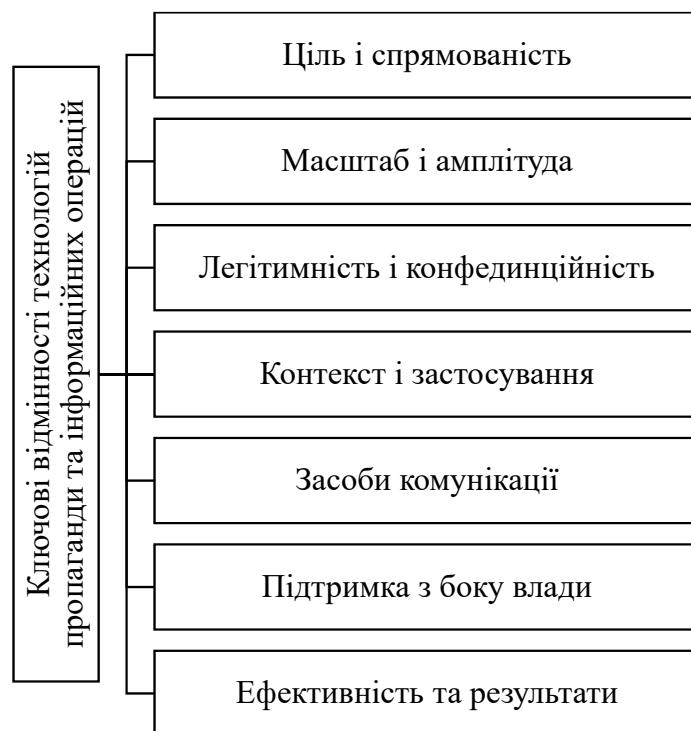 Ключові відмінності технологій
пропаганди та інформаційних операцій
Ціль і спрямованість
Масштаб і амплітуда
Легітимність і конфединційність
Контекст і застосування
Засоби комунікації
Підтримка з боку влади
Ефективність та результати